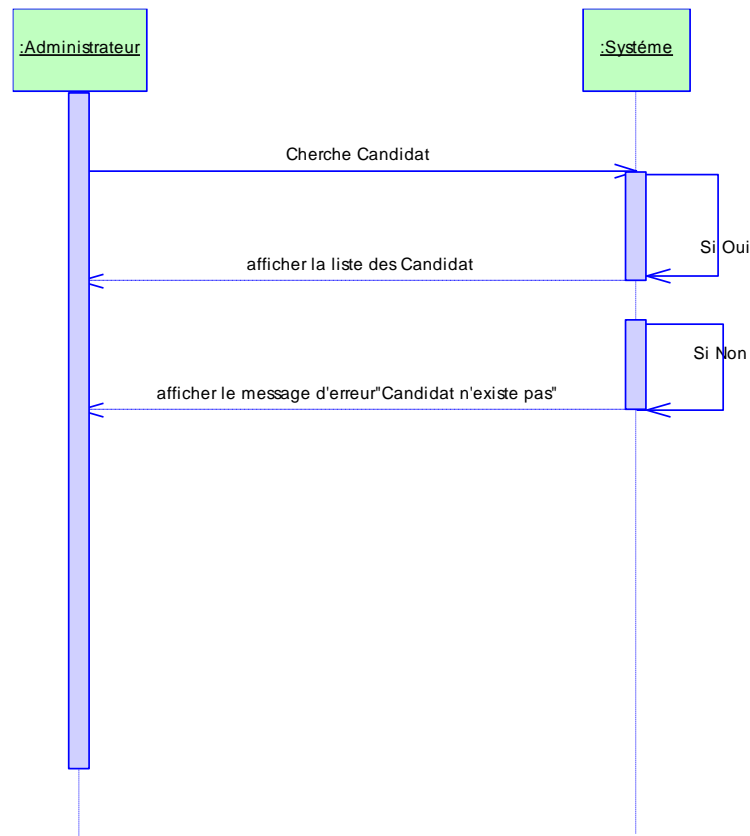 :Administrateur
:Systéme
Cherche Candidat
Si Oui
afficher la liste des Candidat
Si Non
afficher le message d'erreur"Candidat n'existe pas"